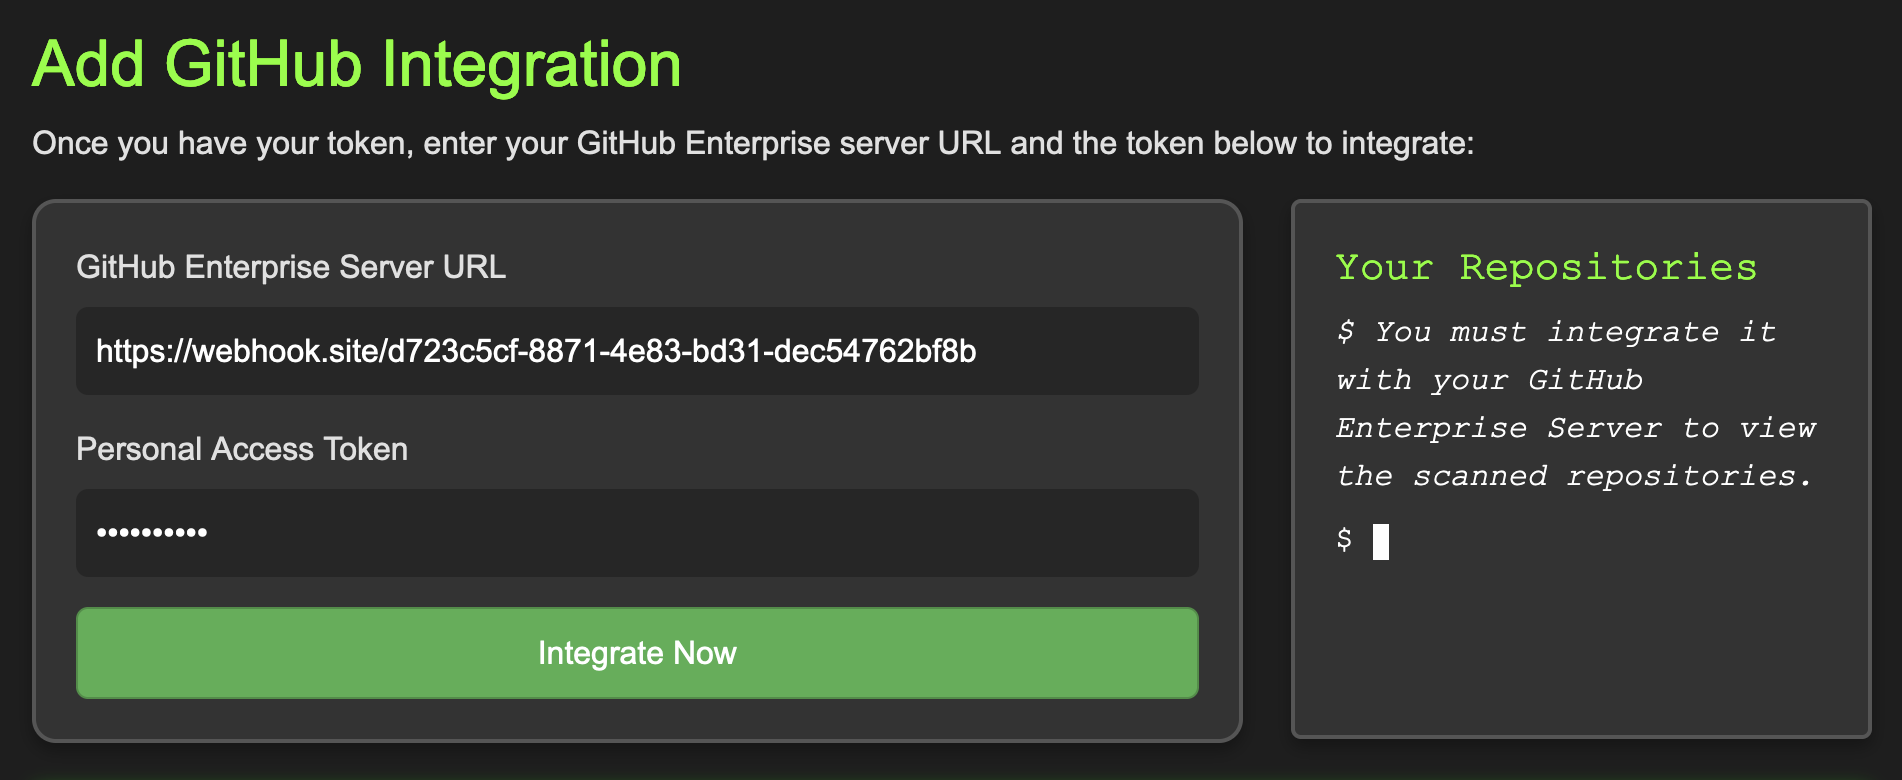 Add GitHub Integration
Once you have your token, enter your GitHub Enterprise server URL and the token below to integrate:
GitHub Enterprise Server URL
https://webhook.site/d723c5cf-8871-4e83-bd31-dec54762bf8b
Personal Access Token
••••••••••
Integrate Now
Your Repositories
$ You must integrate it
with your GitHub
Enterprise Server to view
the scanned repositories.
$